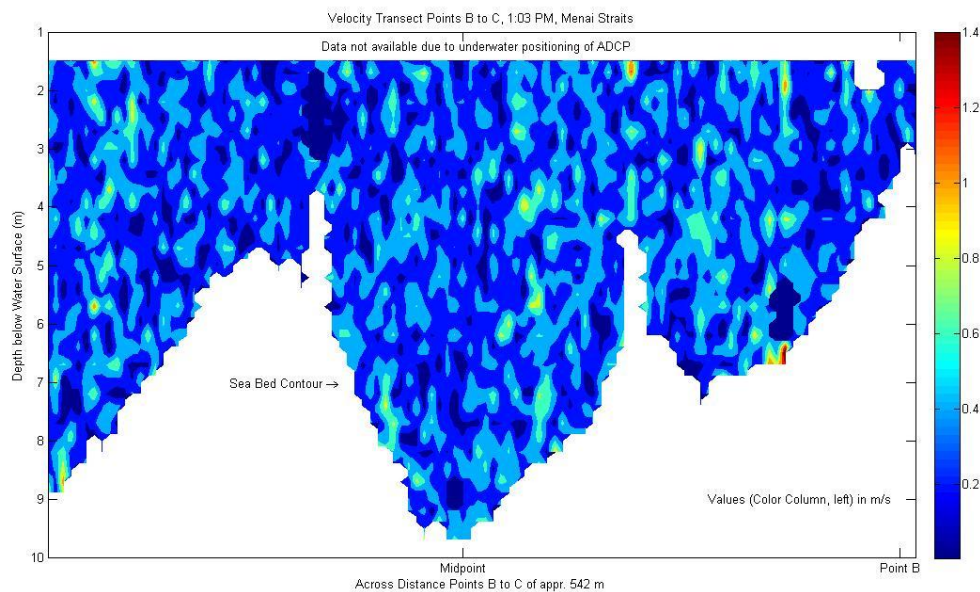 Velocity Transect Points B to C, 1:03 PM, Menai Straits
Data not available due to underwater positioning of ADCP
1
2
3
4
5
6
7
8
9
10
Depth below Water Surface (m)
Sea Bed Contour →
Values (Color Column, left) in m/s
Midpoint
Point B
Across Distance Points B to C of appr. 542 m
1.4
1.2
1
0.8
0.6
0.4
0.2